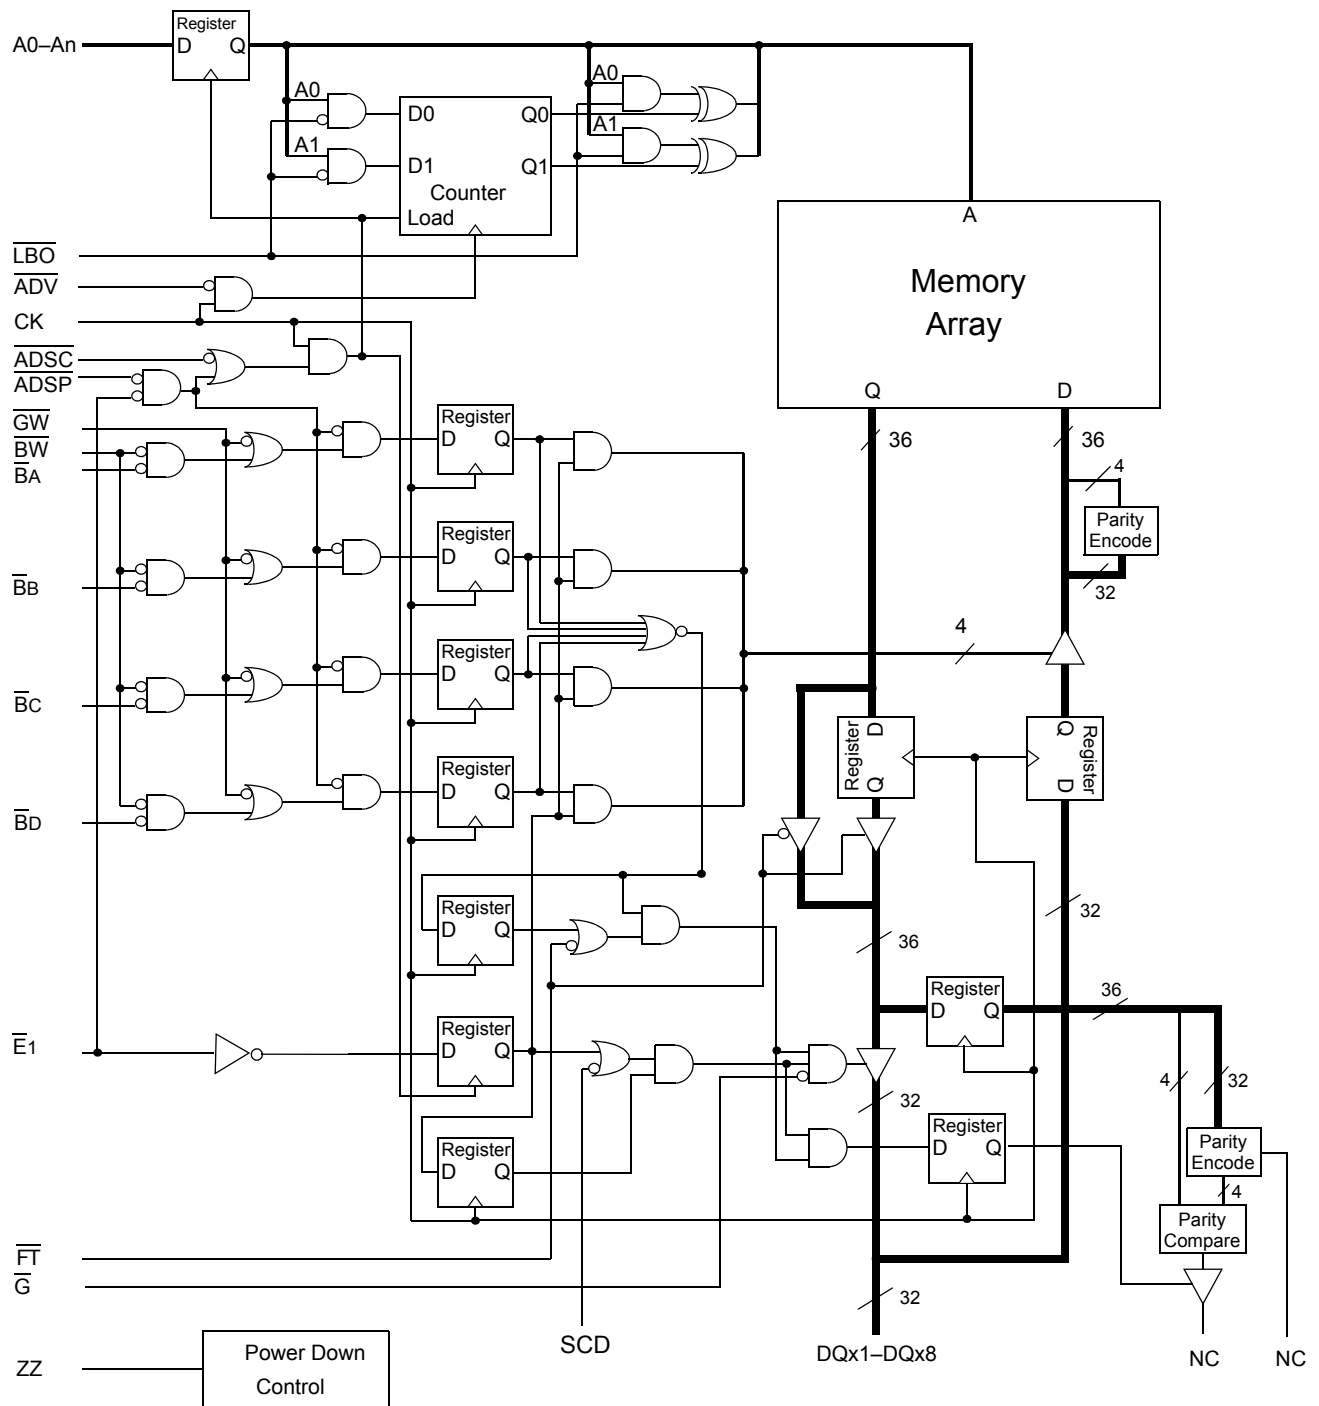 Register
A0–An
D Q
A0
A0
D0
Q0
A1
A1
D1
Q1
Counter
Load
A
LBO
ADV
Memory
Array
CK
ADSC
ADSP
Q
D
GW
BW
BA
Register
D Q
36
36
4
Parity
Encode
Register
D Q
BB
32
4
Register
D Q
BC
D
Register
Q
Q
Register
D
Register
D Q
BD
Register
D Q
32
36
Register
D Q
36
E1
Register
D Q
4
32
32
Register
D Q
Register
D Q
Parity
Encode
4
Parity
Compare
FT
G
32
SCD
DQx1–DQx8
NC
NC
ZZ
Power Down
Control